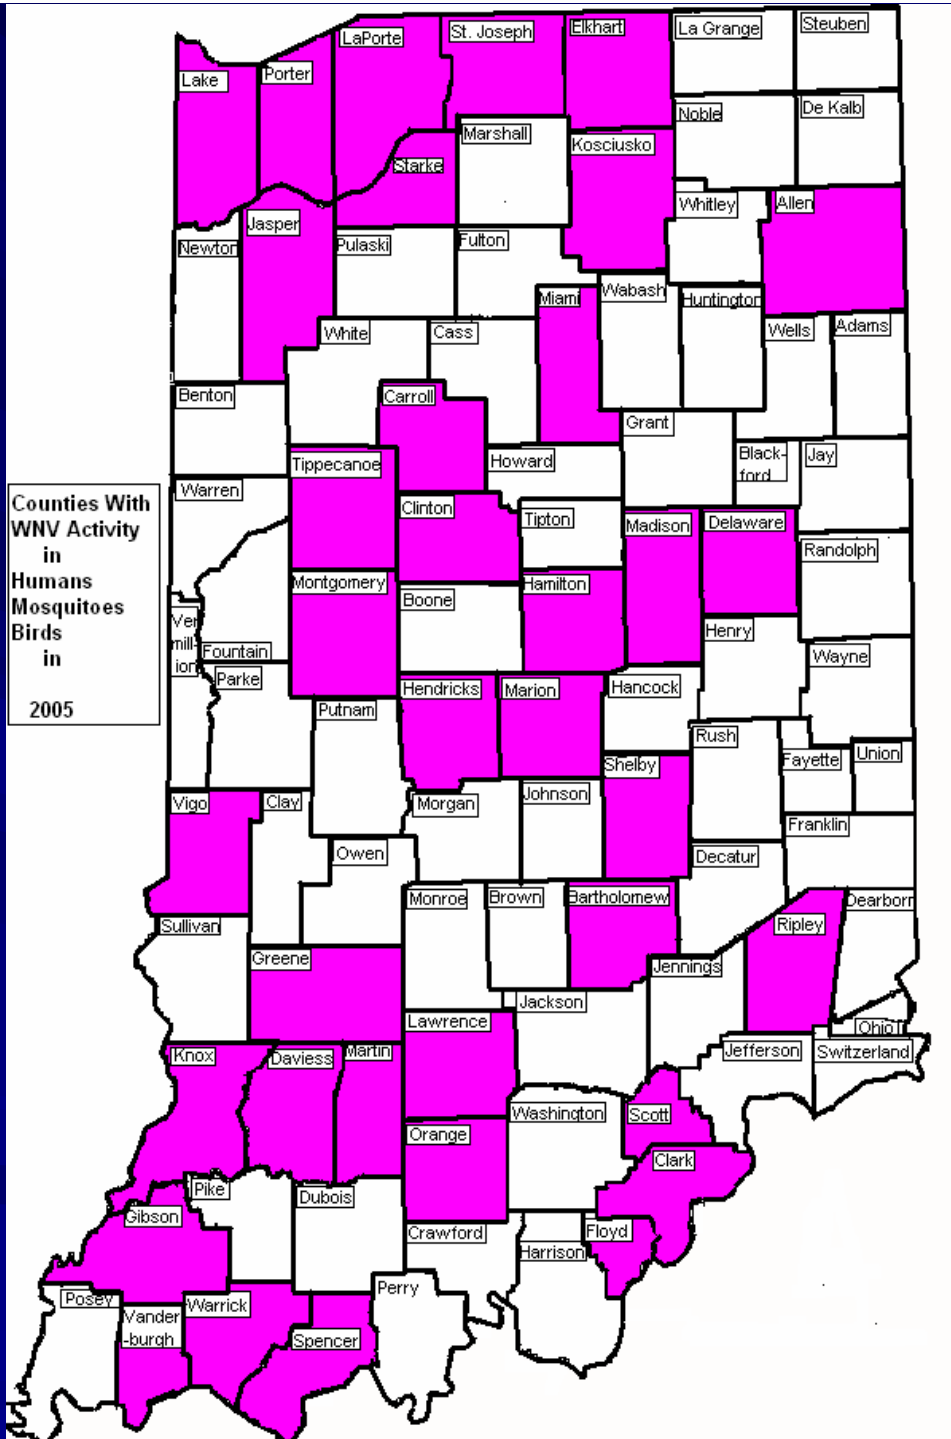 LaPorte
St. Joseph
Elkhart
La Grange
Steuben
Lake
Porter
Noble
De Kalb
Marshall
Kosciusko
Starke
Jasper
Whitley
Allen
Newton
Pulaski
Fulton
Miami
Wabash
Huntington
White
Cass
Wells
Adams
Benton
Carroll
Grant
Tippecanoe
Howard
Black-
ford
Jay
Warren
Clinton
Tipton
Madison
Delaware
Counties With
WNV Activity
in
Humans
Mosquitoes
Birds
in
2005
Randolph
Montgomery
Boone
Hamilton
Ver
mill-
ion
Fountain
Henry
Wayne
Parke
Hendricks
Marion
Hancock
Putnam
Rush
Fayette
Union
Shelby
Vigo
Clay
Morgan
Johnson
Franklin
Owen
Decatur
Monroe
Brown
Bartholomew
Dearborn
Sullivan
Ripley
Greene
Jennings
Jackson
Lawrence
Ohio
Knox
Daviess
Martin
Jefferson
Switzerland
Washington
Scott
Orange
Clark
Pike
Dubois
Gibson
Crawford
Floyd
Harrison
Posey
Warrick
Perry
Vander
-burgh
Spencer